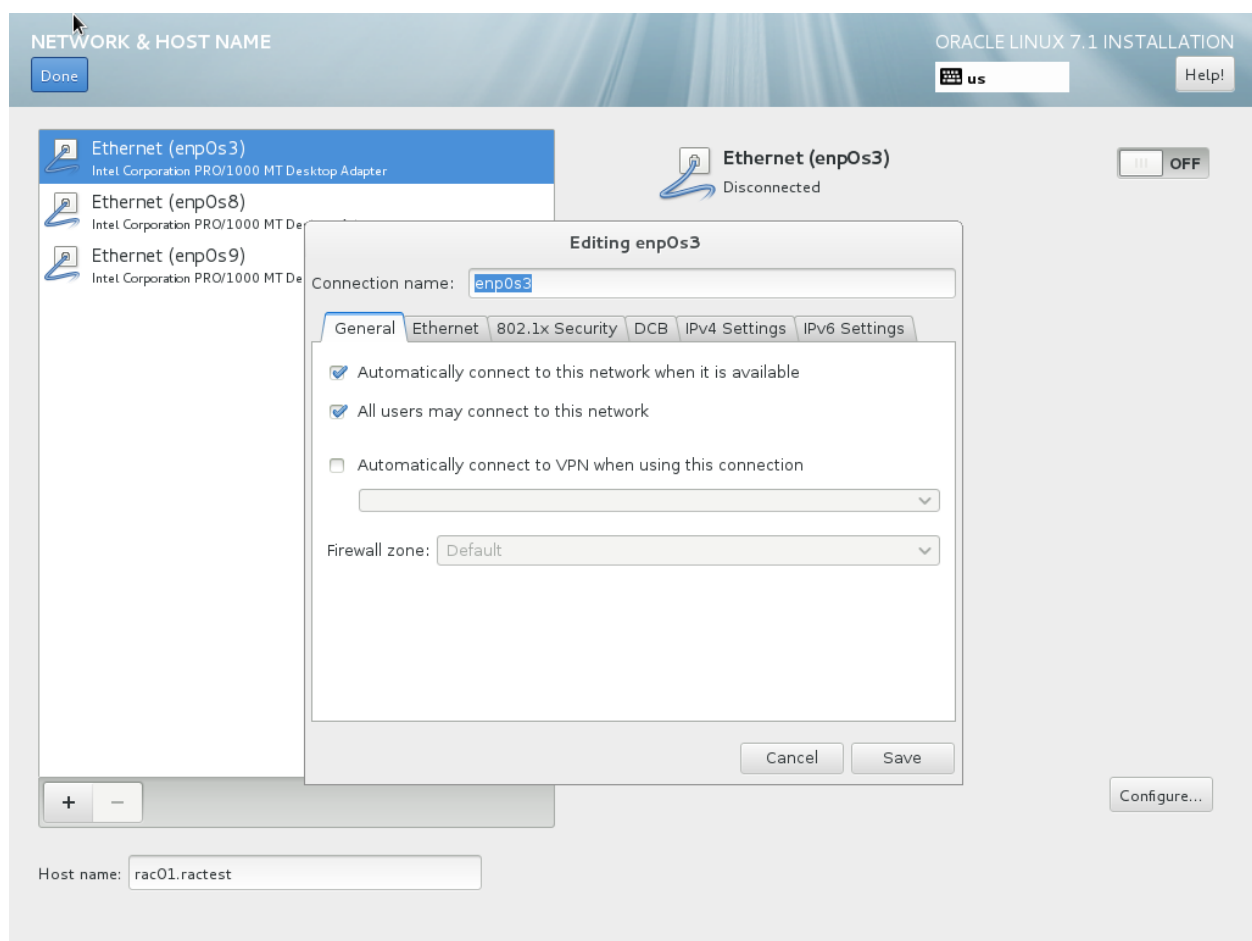 NETWORK & HOST NAME
ORACLE LINUX 7.1 INSTALLATION
Done
us
Help!
Ethernet (enp0s3)
Intel Corporation PRO/1000 MT Desktop Adapter
Ethernet (enp0s3)
Disconnected
OFF
Ethernet (enp0s8)
Intel Corporation PRO/1000 MT De
Ethernet (enp0s9)
Intel Corporation PRO/1000 MT De
Editing enp0s3
Connection name: enp0s3
General Ethernet 802.1x Security DCB IPv4 Settings IPv6 Settings
Automatically connect to this network when it is available
All users may connect to this network
Automatically connect to VPN when using this connection
Firewall zone: Default
Cancel Save
+ −
Configure...
Host name: rac01.ractest